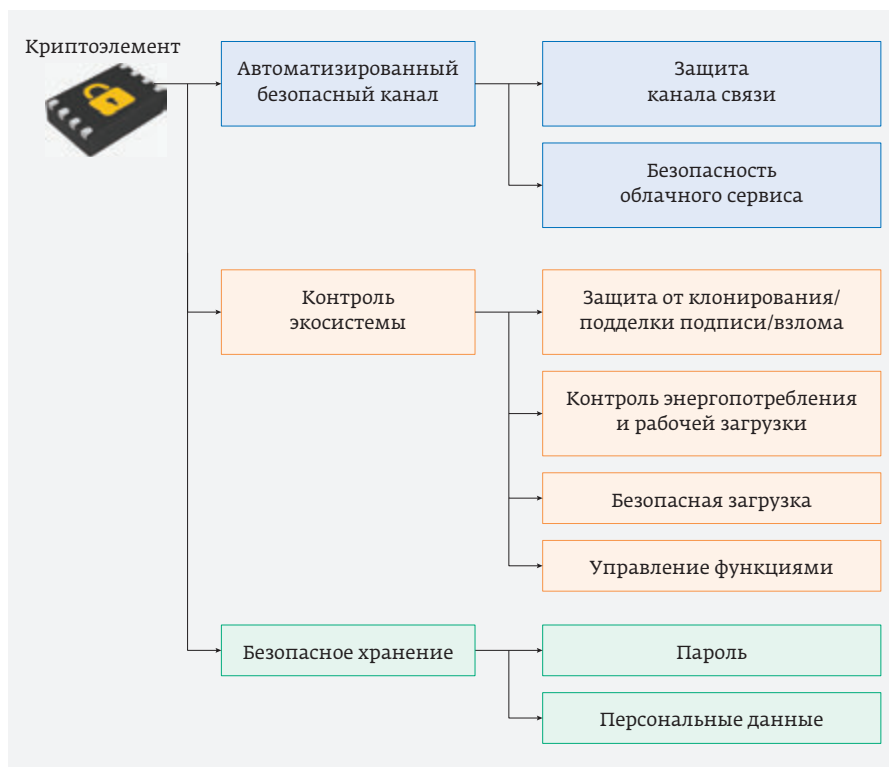 Криптоэлемент
Автоматизированный
безопасный канал
Защита
канала связи
Безопасность
облачного сервиса
Контроль
экосистемы
Защита от клонирования/
подделки подписи/взлома
Контроль энергопотребления
и рабочей загрузки
Безопасная загрузка
Управление функциями
Безопасное хранение
Пароль
Персональные данные